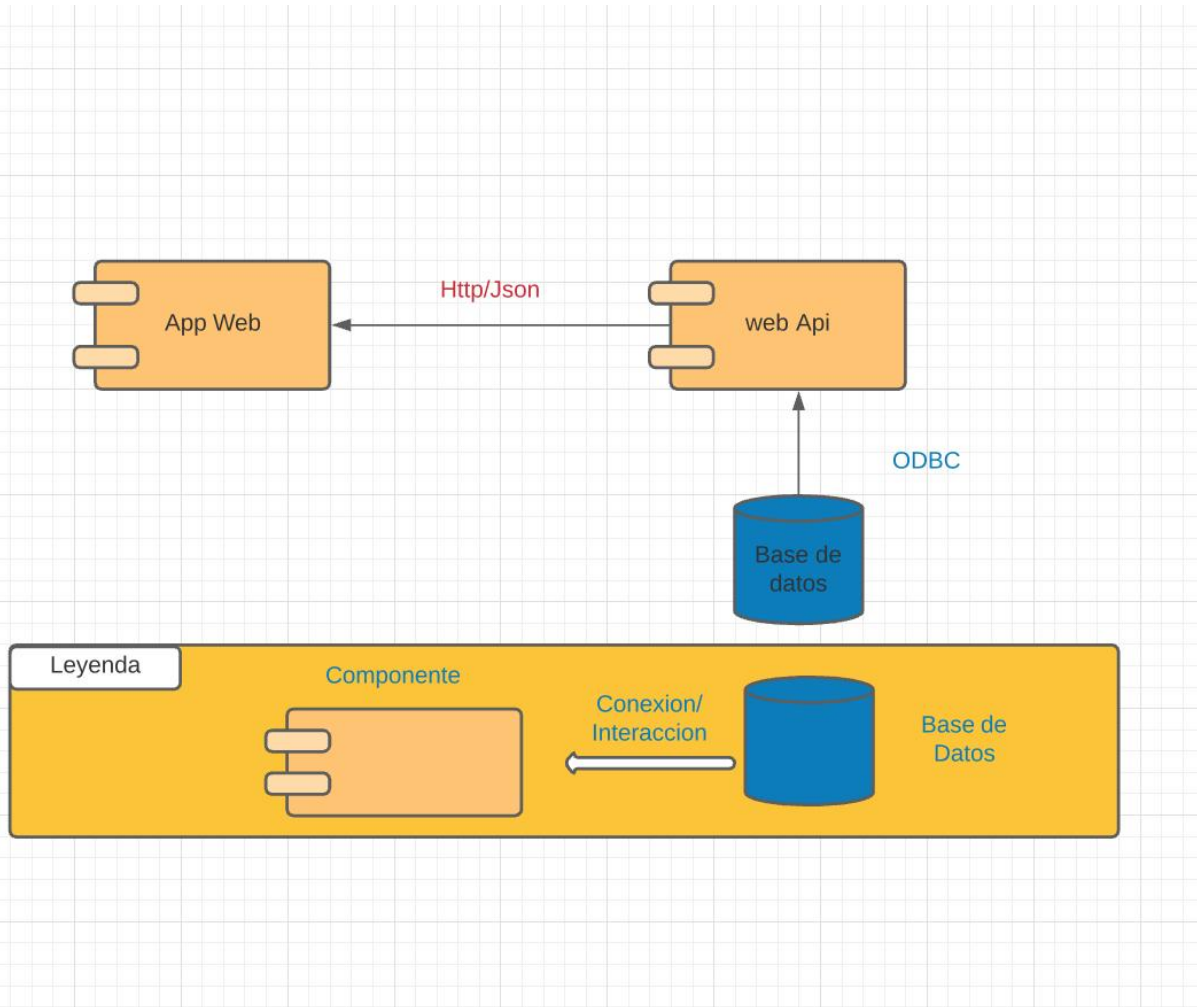 Http/Json
App Web
web Api
ODBC
Base de
datos
Leyenda
Componente
Conexion/
Interaccion
Base de
Datos